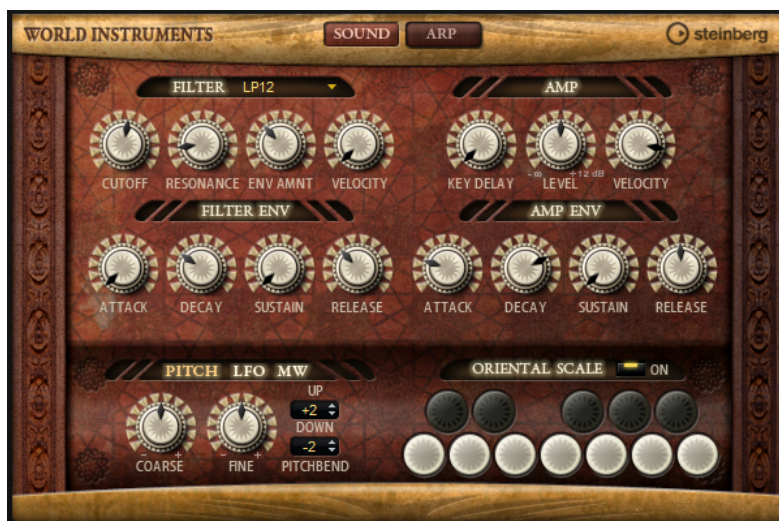 WORLD INSTRUMENTS SOUND ARP steinberg
FILTER LP12
CUTOFF RESONANCE ENV AMNT VELOCITY
AMP
KEY DELAY LEVEL VELOCITY
-∞ +12 dB
FILTER ENV
ATTACK DECAY SUSTAIN RELEASE
AMP ENV
ATTACK DECAY SUSTAIN RELEASE
PITCH LFO MW
UP
+2
DOWN
-2
PITCHBEND
- + - +
COARSE FINE
ORIENTAL SCALE ON